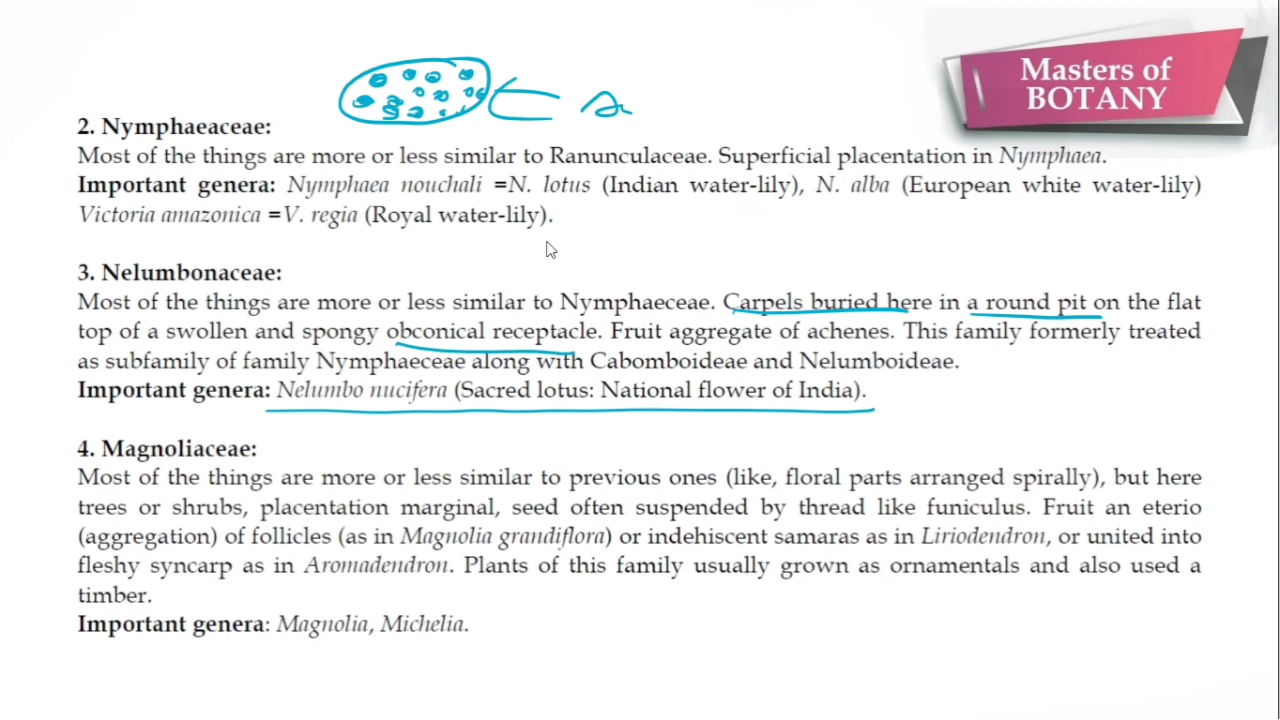 Masters of
BOTANY
2. Nymphaeaceae:
Most of the things are more or less similar to Ranunculaceae. Superficial placentation in Nymphaea.
Important genera: Nymphaea nouchali =N. lotus (Indian water-lily), N. alba (European white water-lily)
Victoria amazonica =V. regia (Royal water-lily).
3. Nelumbonaceae:
Most of the things are more or less similar to Nymphaeceae. Carpels buried here in a round pit on the flat
top of a swollen and spongy obconical receptacle. Fruit aggregate of achenes. This family formerly treated
as subfamily of family Nymphaeceae along with Cabomboideae and Nelumboideae.
Important genera: Nelumbo nucifera (Sacred lotus: National flower of India).
4. Magnoliaceae:
Most of the things are more or less similar to previous ones (like, floral parts arranged spirally), but here
trees or shrubs, placentation marginal, seed often suspended by thread like funiculus. Fruit an eterio
(aggregation) of follicles (as in Magnolia grandiflora) or indehiscent samaras as in Liriodendron, or united into
fleshy syncarp as in Aromadendron. Plants of this family usually grown as ornamentals and also used a
timber.
Important genera: Magnolia, Michelia.